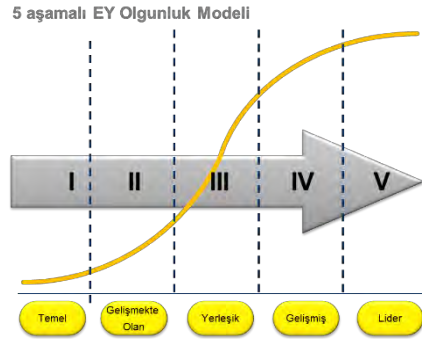 5 aşamalı EY Olgunluk Modeli
I II III IV V
Temel
Gelişmekte
Olan
Yerleşik
Gelişmiş
Lider